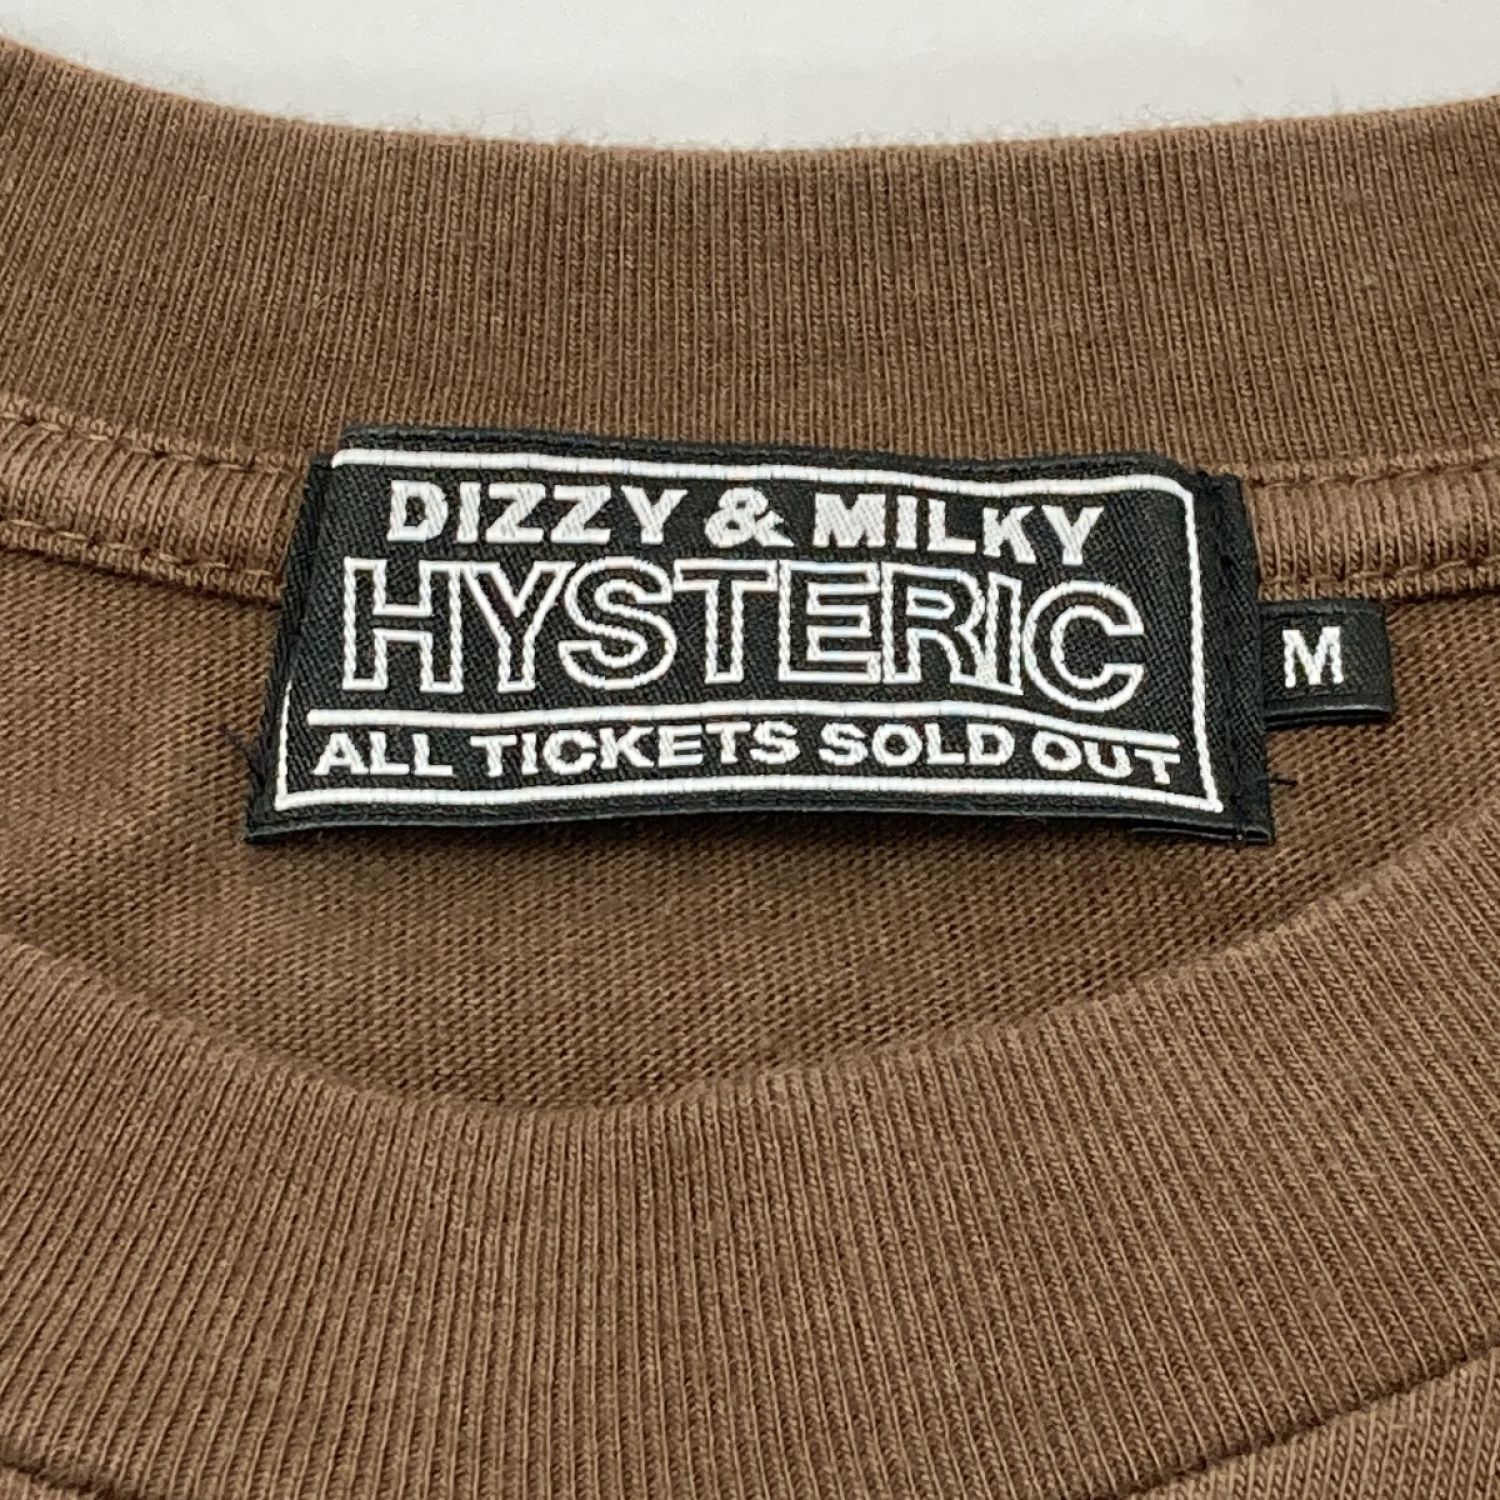 DIZZY & MILKY
HYSTERIC
ALL TICKETS SOLD OUT
M